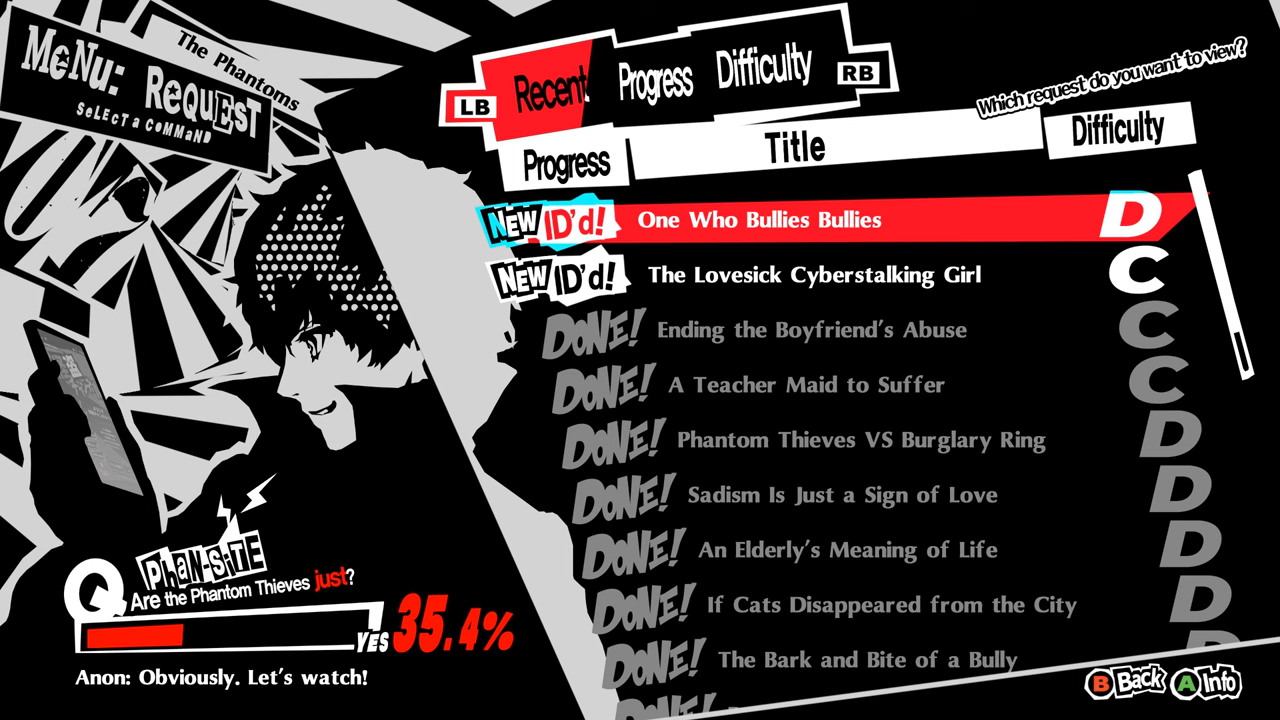 MeNu: REQUEST
SeLEcT a CoMMaND
The Phantoms
LB Recent Progress Difficulty RB
Which request do you want to view?
Progress Title Difficulty
NEW ID'd! One Who Bullies Bullies D
NEW ID'd! The Lovesick Cyberstalking Girl C
DONE! Ending the Boyfriend's Abuse C
DONE! A Teacher Maid to Suffer C
DONE! Phantom Thieves VS Burglary Ring D
DONE! Sadism Is Just a Sign of Love D
DONE! An Elderly's Meaning of Life D
DONE! If Cats Disappeared from the City D
DONE! The Bark and Bite of a Bully D
DONE!
PhaN-SiTE
Q Are the Phantom Thieves just?
YES 35.4%
Anon: Obviously. Let's watch!
B Back A Info